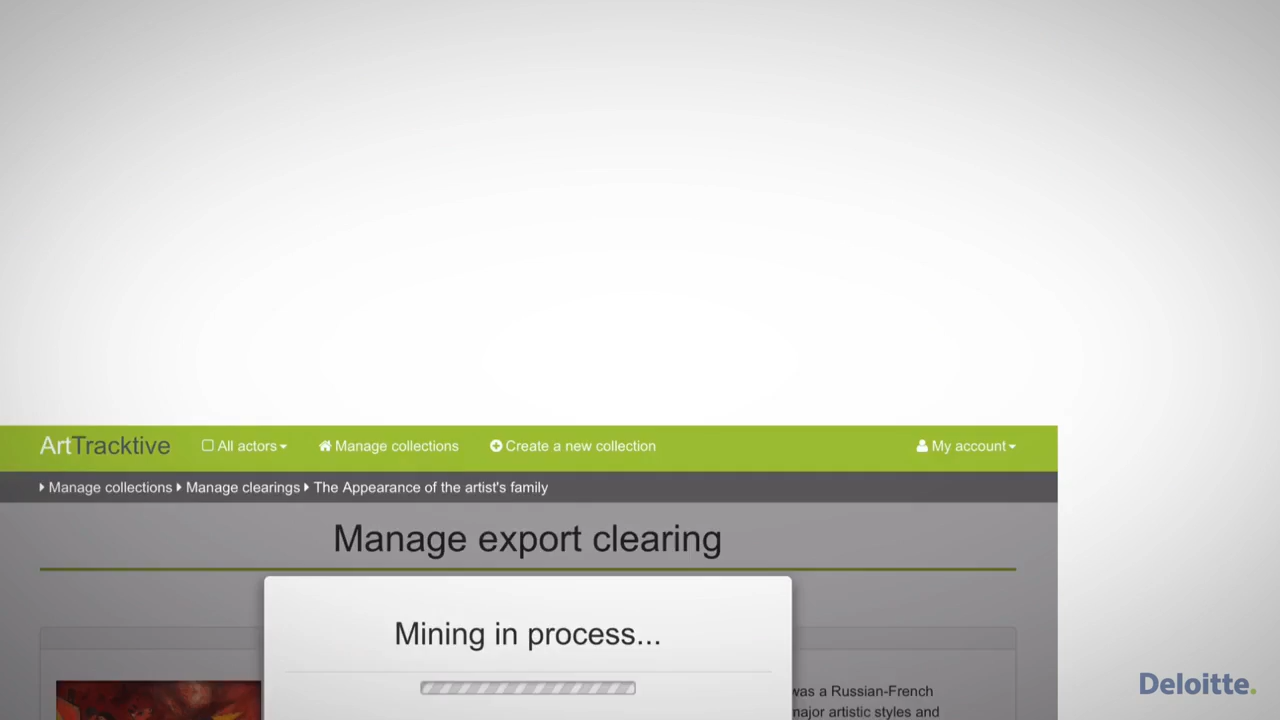 ArtTracktive All actors Manage collections Create a new collection My account
Manage collections Manage clearings The Appearance of the artist's family
Manage export clearing
Mining in process...
was a Russian-French
major artistic styles and
Deloitte.